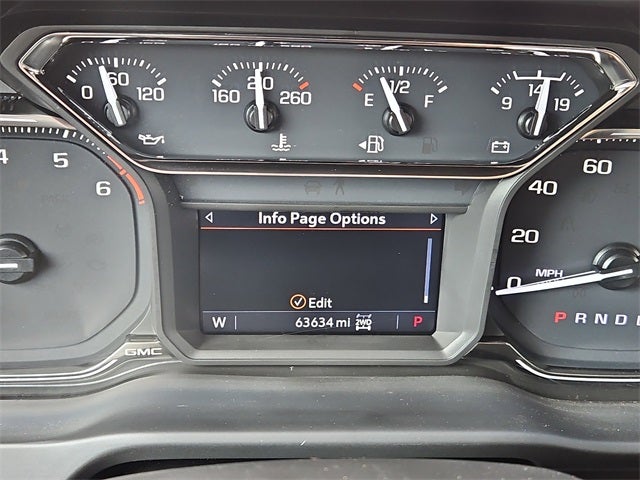 0 60 120
160 210 260
E 1/2 F
9 14 19
4 5 6
Info Page Options
Edit
W 63634 mi 2WD P
GMC
0 20 40 60
MPH
P R N D L